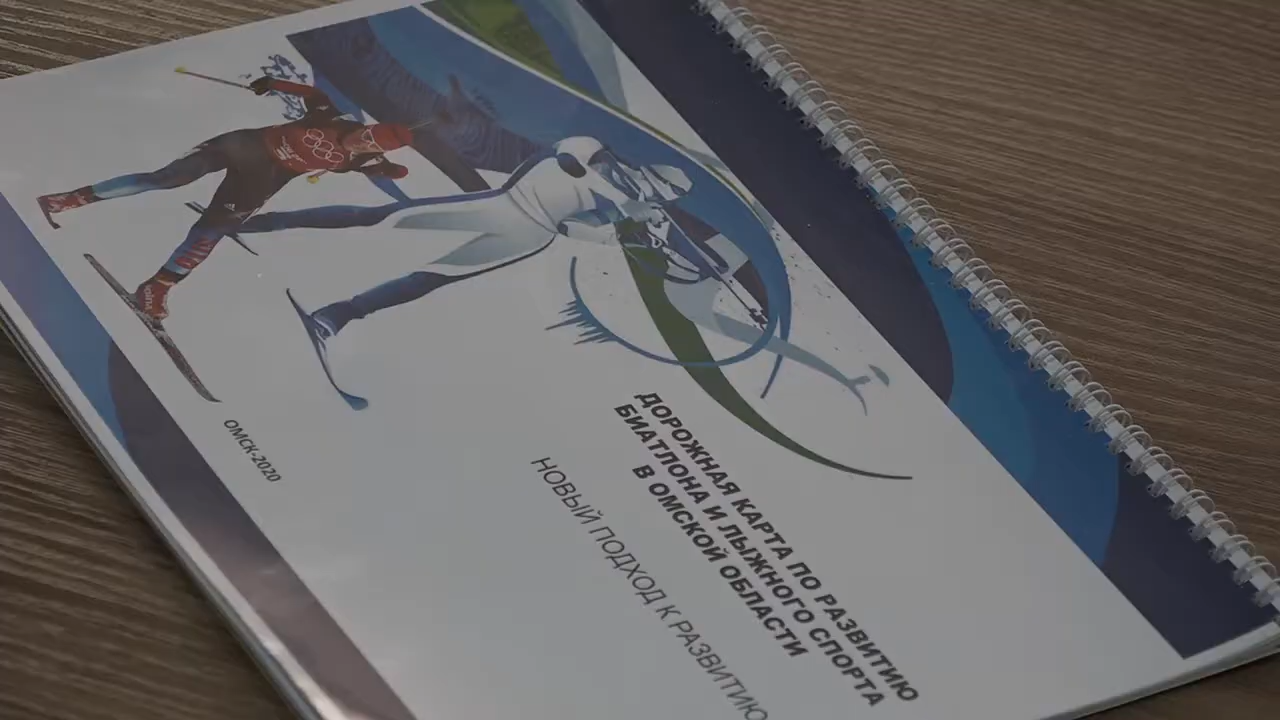 ДОРОЖНАЯ КАРТА ПО РАЗВИТИЮ
БИАТЛОНА И ЛЫЖНОГО СПОРТА
В ОМСКОЙ ОБЛАСТИ
НОВЫЙ ПОДХОД К РАЗВИТИЮ
ОМСК-2020